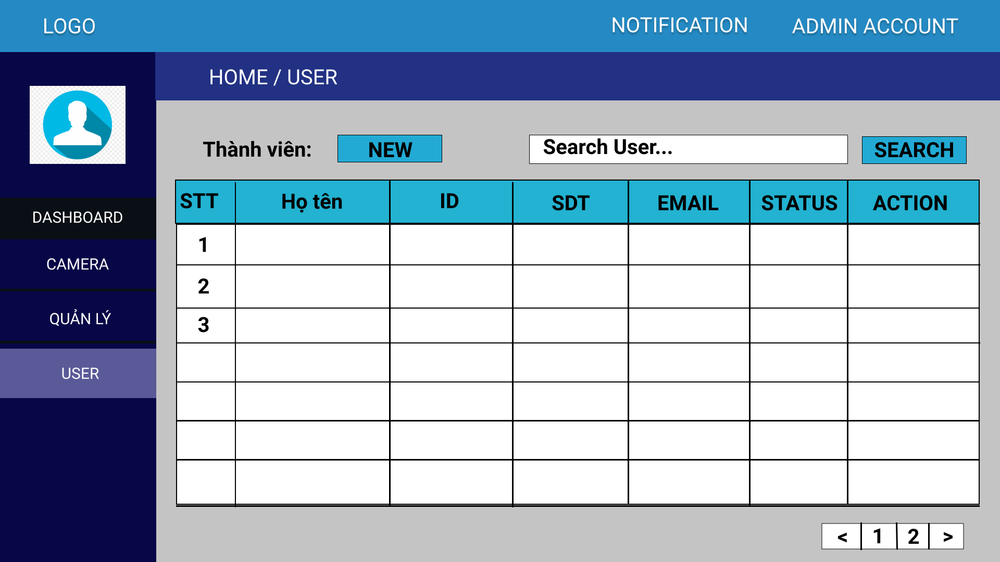 LOGO
NOTIFICATION
ADMIN ACCOUNT
HOME / USER
DASHBOARD
CAMERA
QUẢN LÝ
USER
Thành viên:
NEW
Search User...
SEARCH
STT Họ tên ID SDT EMAIL STATUS ACTION
1
2
3
< 1 2 >